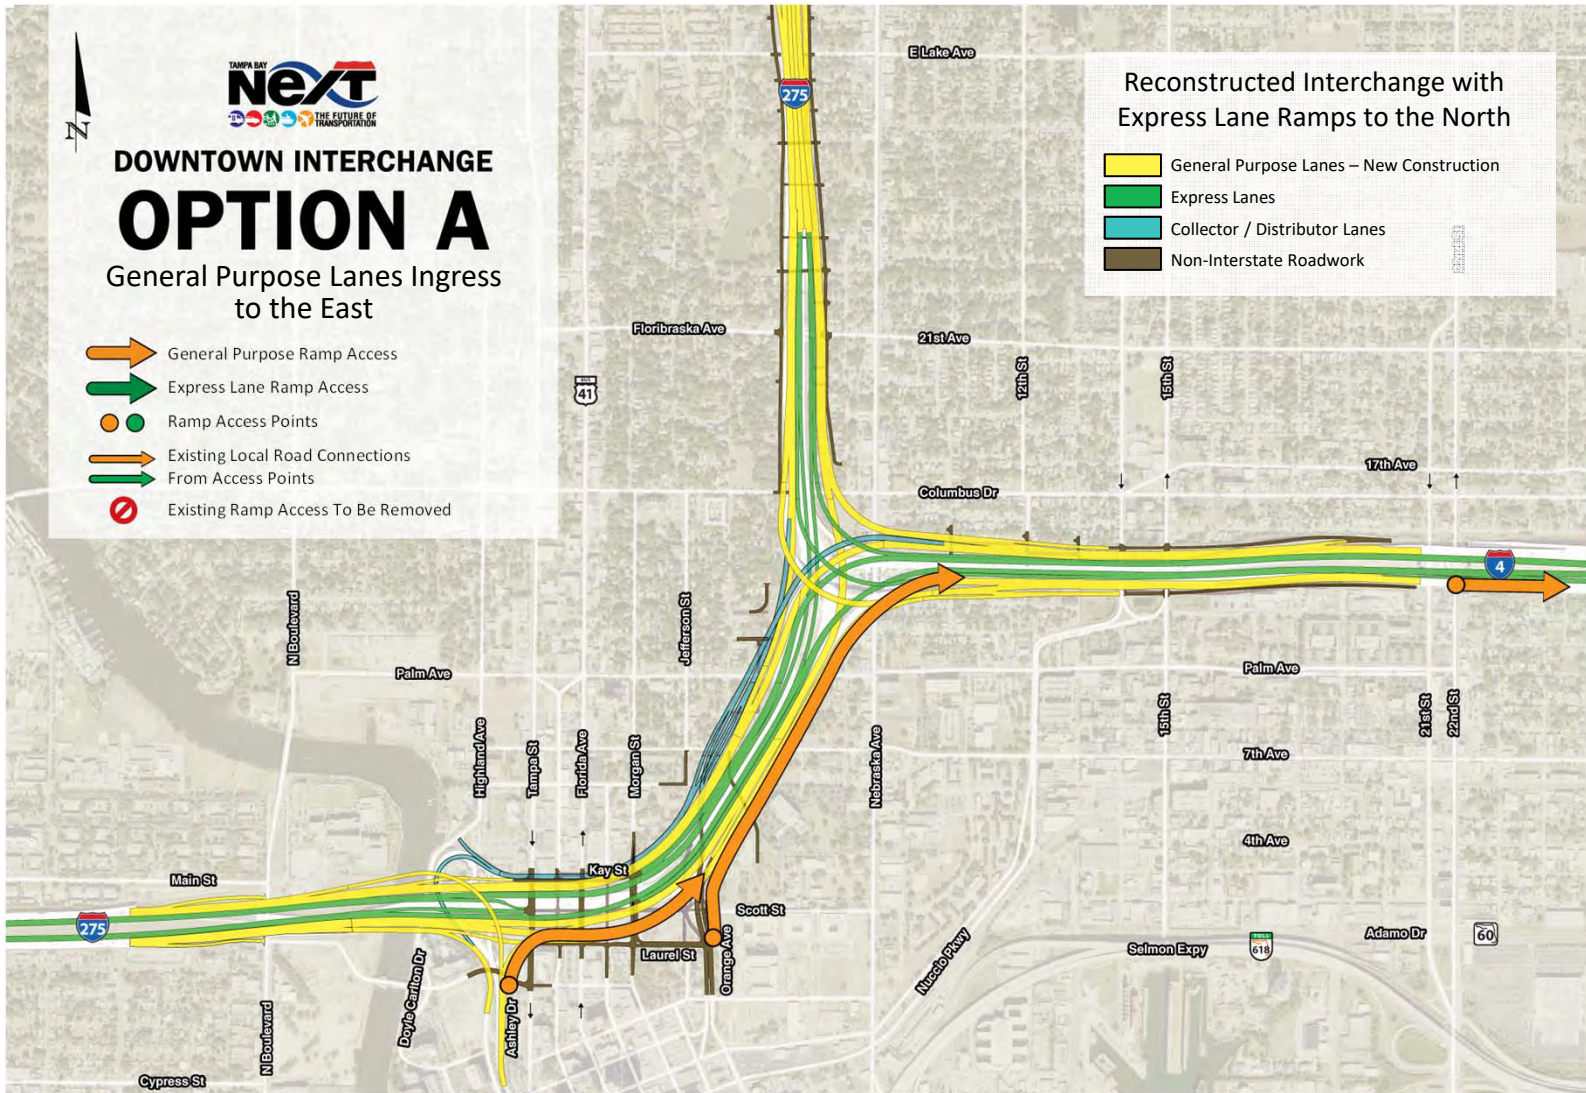 N
TAMPA BAY
NEXT
THE FUTURE OF
TRANSPORTATION
DOWNTOWN INTERCHANGE
OPTION A
General Purpose Lanes Ingress
to the East
General Purpose Ramp Access
Express Lane Ramp Access
Ramp Access Points
Existing Local Road Connections
From Access Points
Existing Ramp Access To Be Removed
Reconstructed Interchange with
Express Lane Ramps to the North
General Purpose Lanes – New Construction
Express Lanes
Collector / Distributor Lanes
Non-Interstate Roadwork
E Lake Ave
275
Floribraska Ave
21st Ave
12th St
15th St
BUS
41
17th Ave
Columbus Dr
4
N Boulevard
Jefferson St
Palm Ave
Palm Ave
Highland Ave
Tampa St
Florida Ave
Morgan St
Nebraska Ave
15th St
21st St
22nd St
7th Ave
4th Ave
Main St
Kay St
275
Scott St
Laurel St
Orange Ave
Doyle Carlton Dr
Ashley Dr
N Boulevard
Nuccio Pkwy
Selmon Expy
TOLL
618
Adamo Dr
60
Cypress St